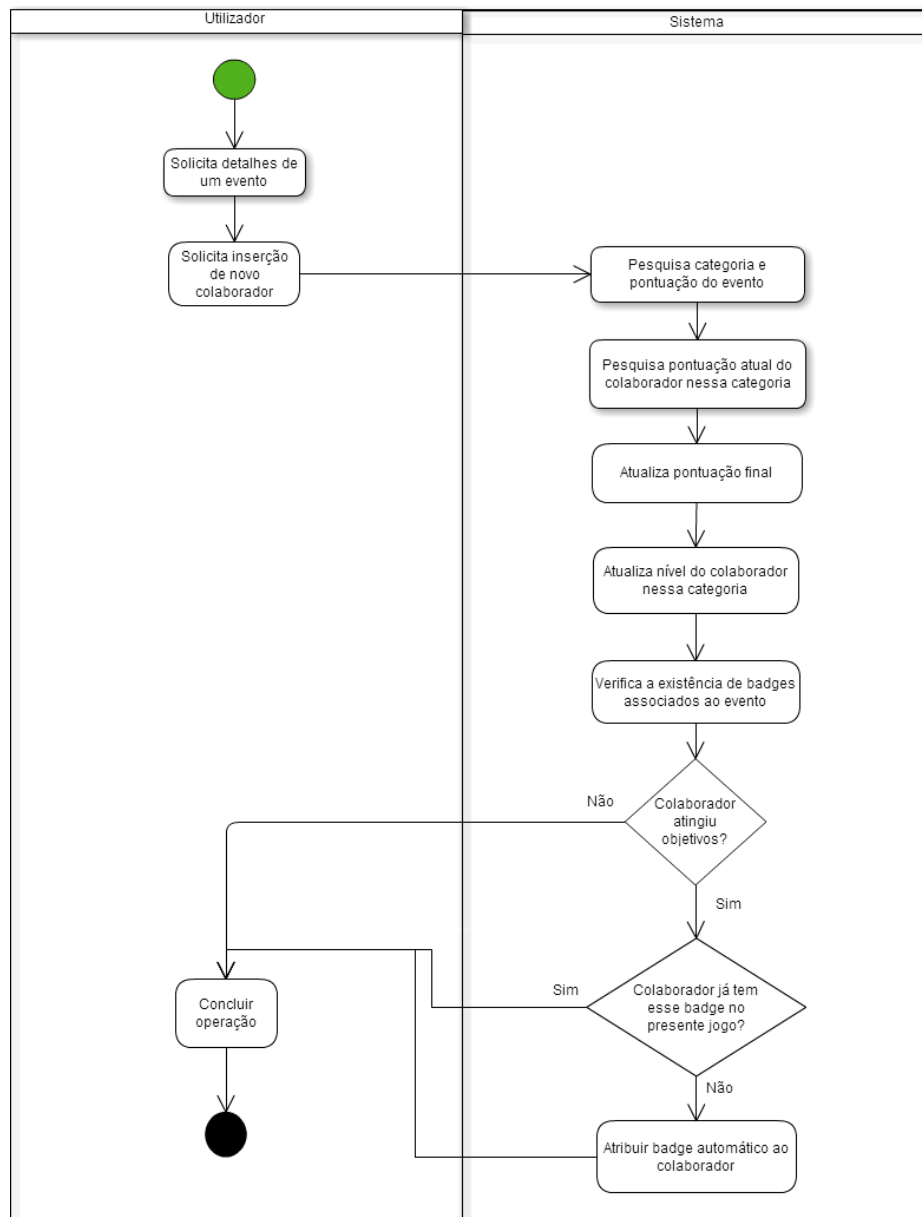 Utilizador
Sistema
Solicita detalhes de
um evento
Solicita inserção
de novo
colaborador
Pesquisa categoria e
pontuação do evento
Pesquisa pontuação atual do
colaborador nessa categoria
Atualiza pontuação final
Atualiza nível do colaborador
nessa categoria
Verifica a existência de badges
associados ao evento
Colaborador
atingiu
objetivos?
Não
Sim
Colaborador já tem
esse badge no
presente jogo?
Sim
Não
Concluir
operação
Atribuir badge automático ao
colaborador